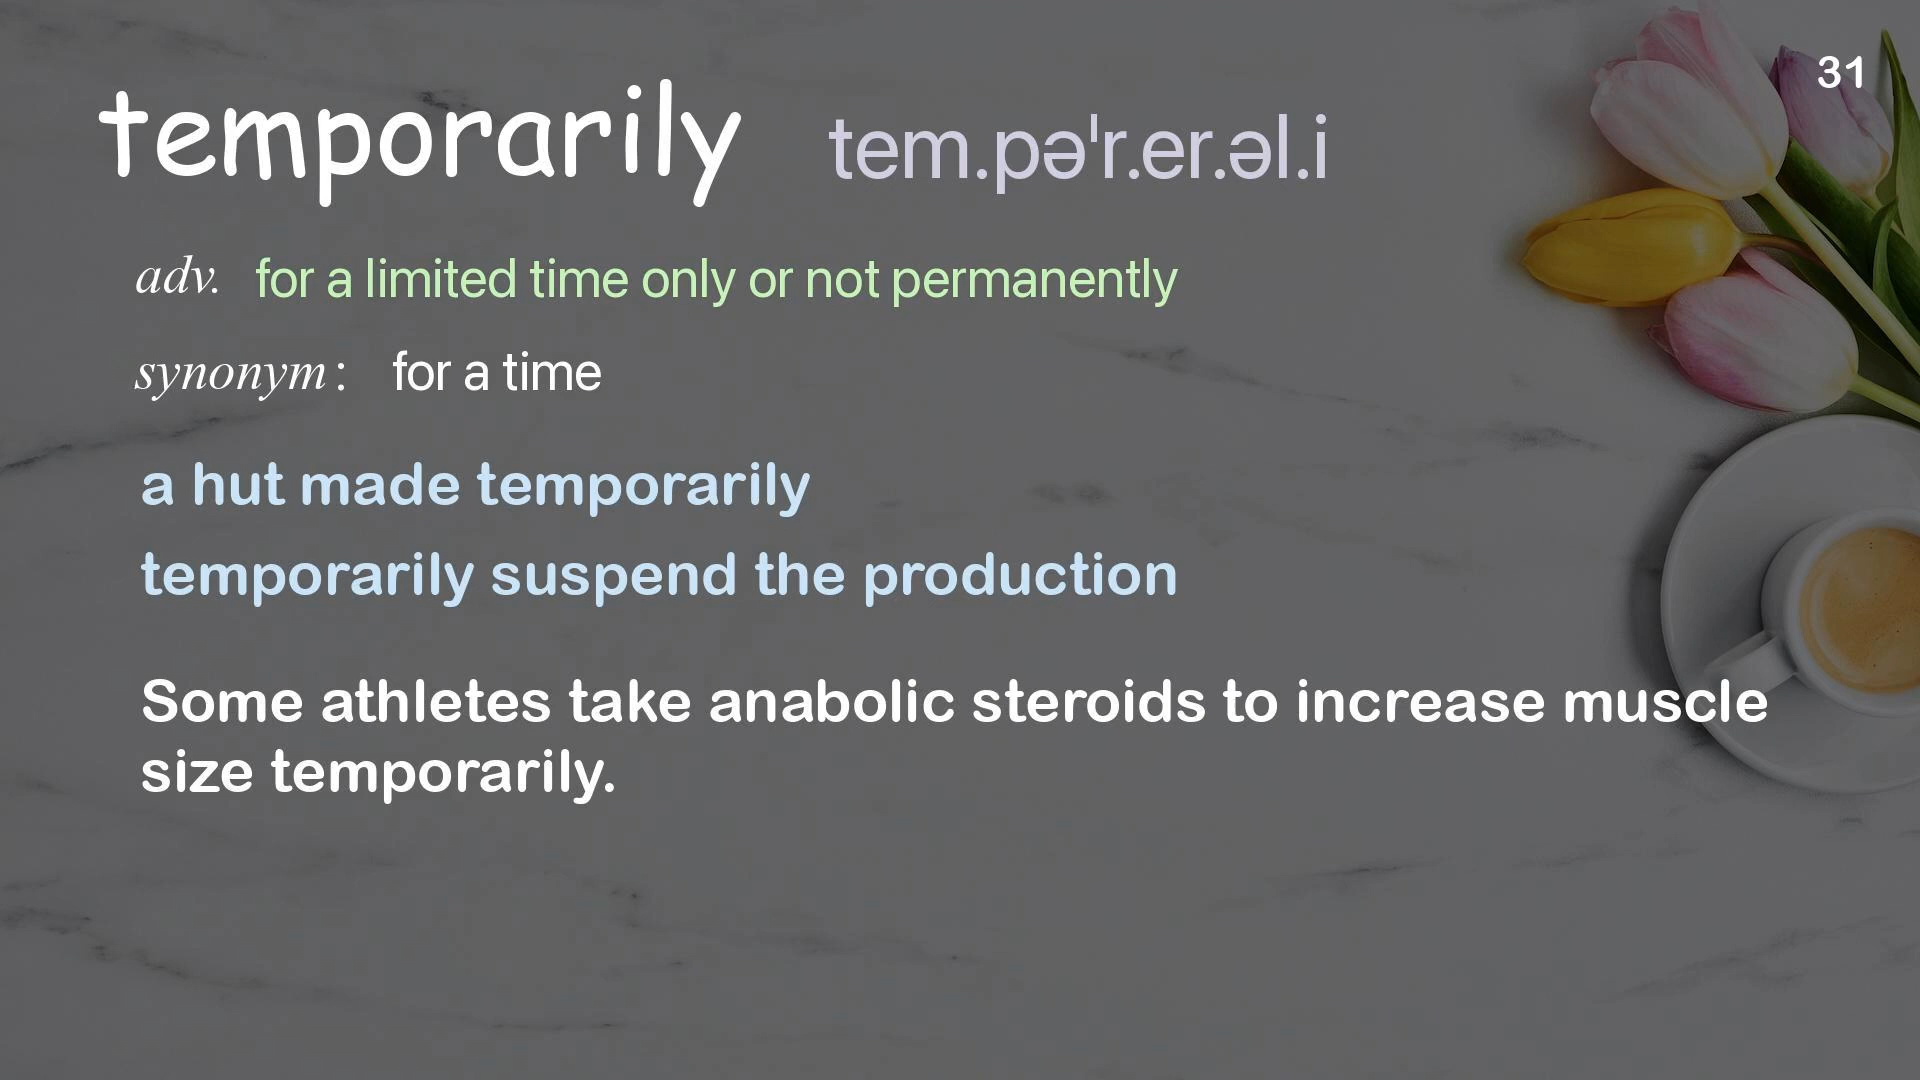 31
temporarily tem.pə'r.er.əl.i
adv. for a limited time only or not permanently
synonym: for a time
a hut made temporarily
temporarily suspend the production
Some athletes take anabolic steroids to increase muscle
size temporarily.